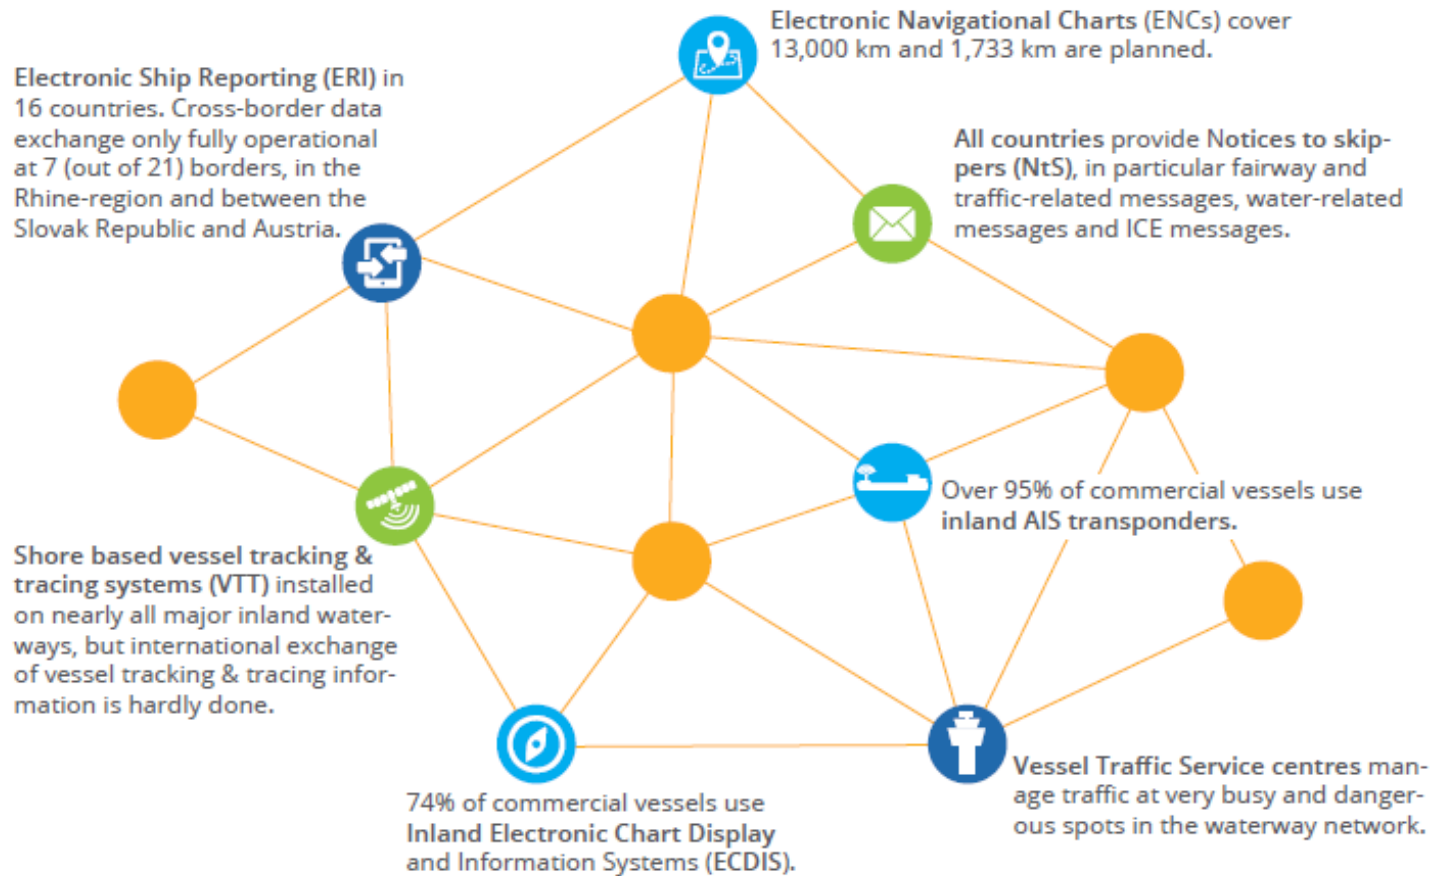 Electronic Navigational Charts (ENCs) cover
13,000 km and 1,733 km are planned.
Electronic Ship Reporting (ERI) in
16 countries. Cross-border data
exchange only fully operational
at 7 (out of 21) borders, in the
Rhine-region and between the
Slovak Republic and Austria.
All countries provide Notices to skip-
pers (NtS), in particular fairway and
traffic-related messages, water-related
messages and ICE messages.
Over 95% of commercial vessels use
inland AIS transponders.
Shore based vessel tracking &
tracing systems (VTT) installed
on nearly all major inland water-
ways, but international exchange
of vessel tracking & tracing infor-
mation is hardly done.
74% of commercial vessels use
Inland Electronic Chart Display
and Information Systems (ECDIS).
Vessel Traffic Service centres man-
age traffic at very busy and danger-
ous spots in the waterway network.